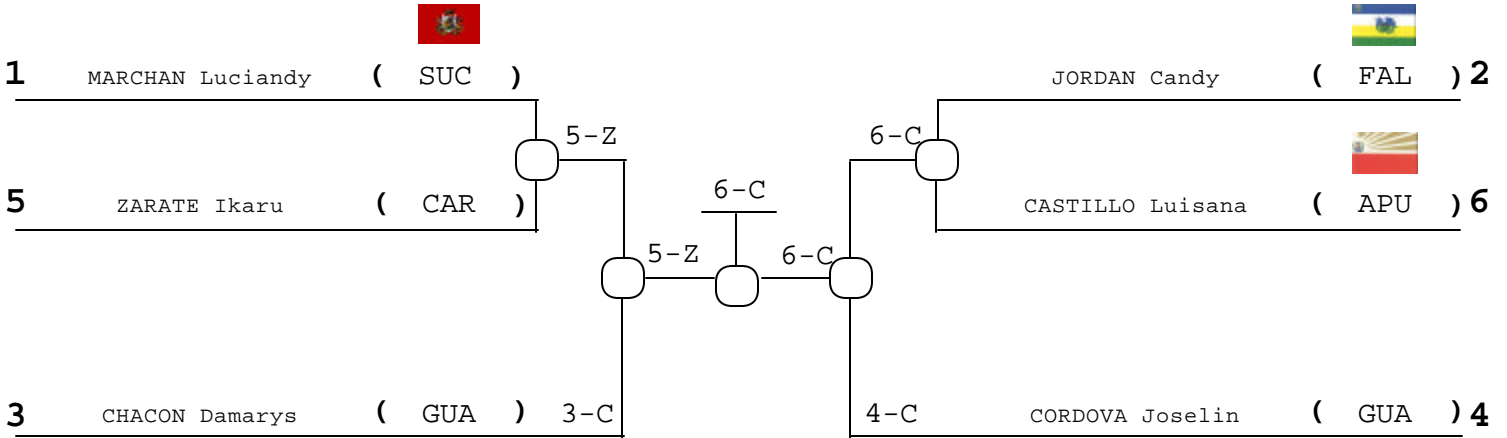 1 MARCHAN Luciandy ( SUC ) JORDAN Candy ( FAL ) 2
5-Z 6-C
5 ZARATE Ikaru ( CAR ) 6-C CASTILLO Luisana ( APU ) 6
5-Z 6-C
3 CHACON Damarys ( GUA ) 3-C 4-C CORDOVA Joselin ( GUA ) 4